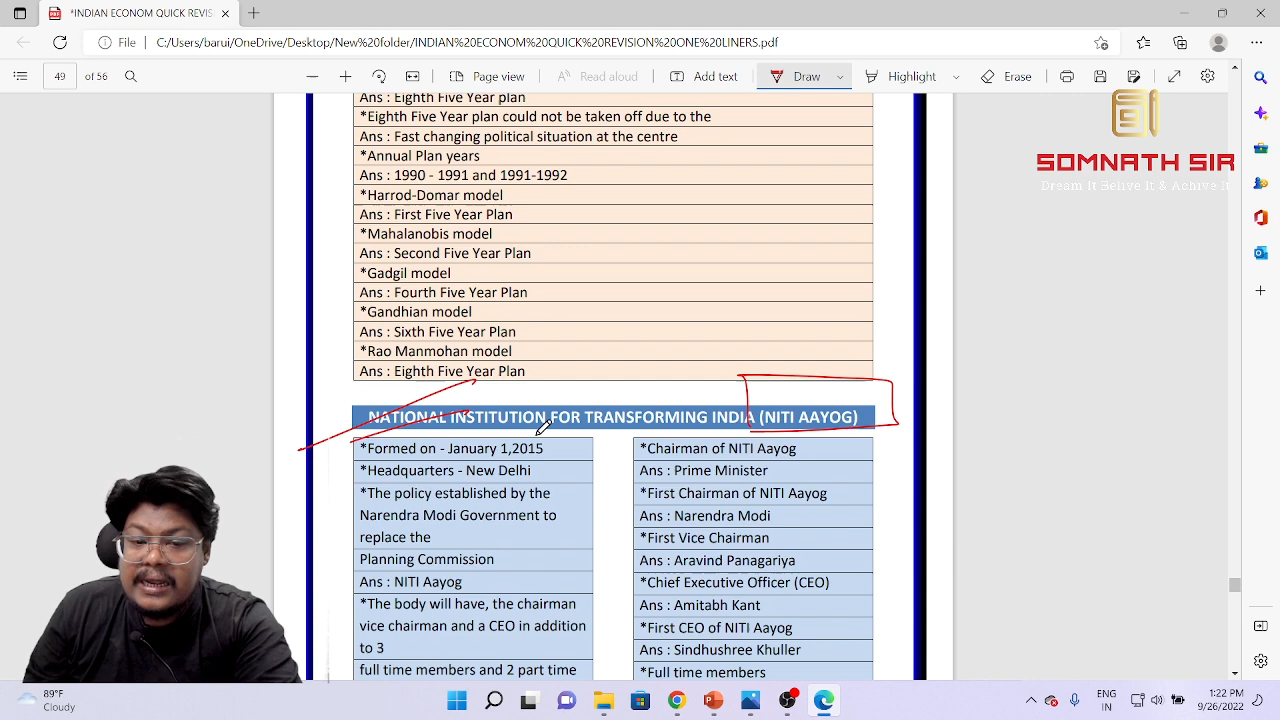 *INDIAN ECONOM QUICK REVIS
File
C:/Users/barui/OneDrive/Desktop/New%20folder/INDIAN%20ECONOM%20QUICK%20REVISION%20ONE%20LINERS.pdf
49 of 56
Page view
Read aloud
Add text
Draw
Highlight
Erase
SOMNATH SIR
Dream It Belive It & Achive It
Ans : Eighth Five Year plan
*Eighth Five Year plan could not be taken off due to the
Ans : Fast changing political situation at the centre
*Annual Plan years
Ans : 1990 - 1991 and 1991-1992
*Harrod-Domar model
Ans : First Five Year Plan
*Mahalanobis model
Ans : Second Five Year Plan
*Gadgil model
Ans : Fourth Five Year Plan
*Gandhian model
Ans : Sixth Five Year Plan
*Rao Manmohan model
Ans : Eighth Five Year Plan
NATIONAL INSTITUTION FOR TRANSFORMING INDIA (NITI AAYOG)
*Formed on - January 1,2015
*Headquarters - New Delhi
*The policy established by the
Narendra Modi Government to
replace the
Planning Commission
Ans : NITI Aayog
*The body will have, the chairman
vice chairman and a CEO in addition
to 3
full time members and 2 part time
*Chairman of NITI Aayog
Ans : Prime Minister
*First Chairman of NITI Aayog
Ans : Narendra Modi
*First Vice Chairman
Ans : Aravind Panagariya
*Chief Executive Officer (CEO)
Ans : Amitabh Kant
*First CEO of NITI Aayog
Ans : Sindhushree Khuller
*Full time members
89°F
Cloudy
ENG
IN
1:22 PM
9/26/2022